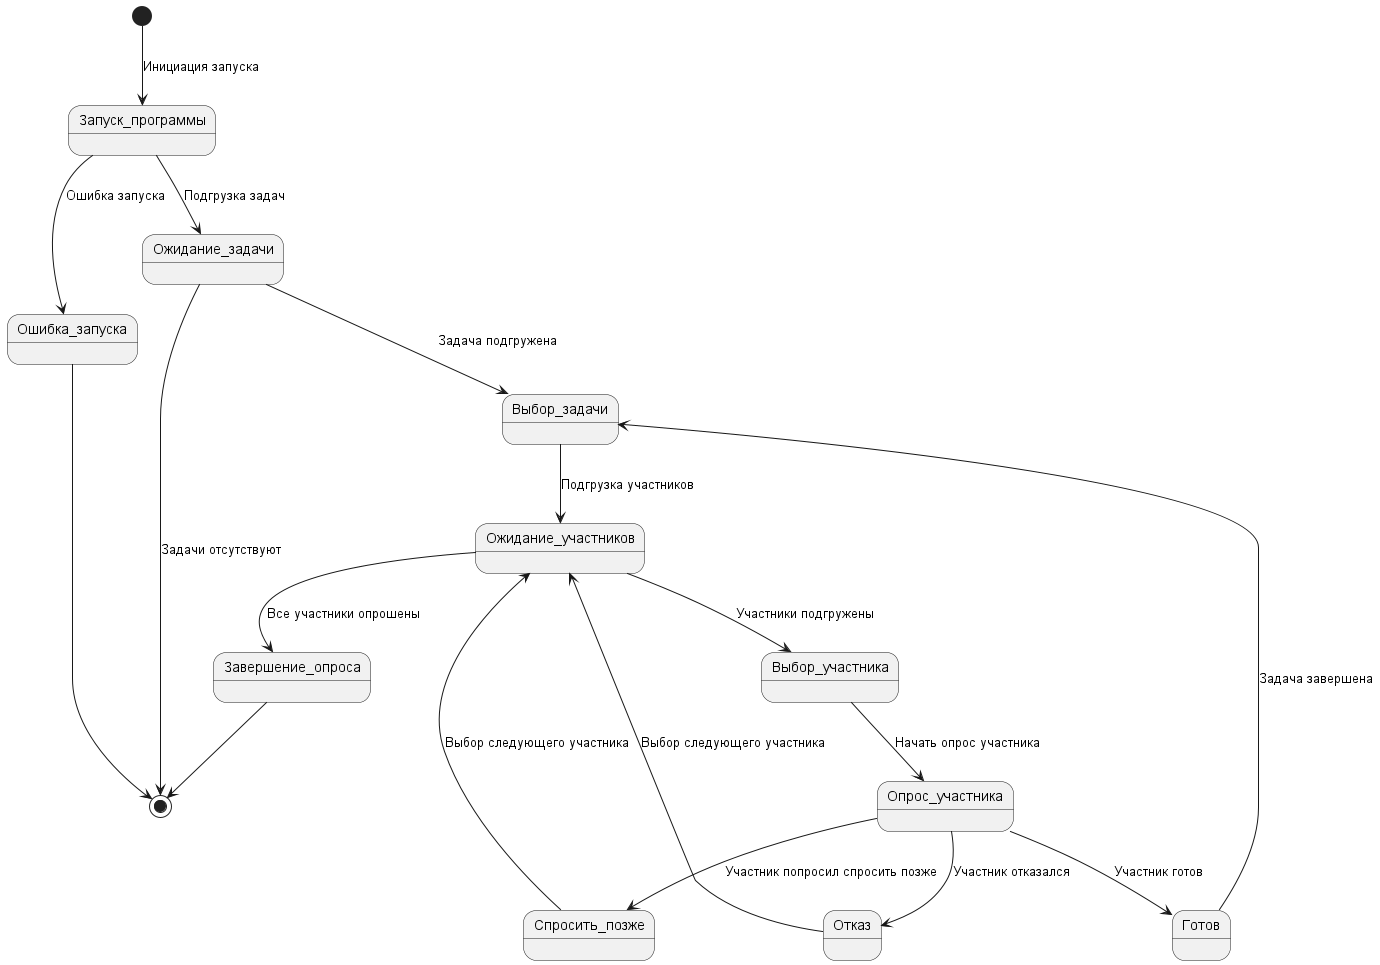 Инициация запуска
Запуск_программы
Ошибка запуска
Подгрузка задач
Ожидание_задачи
Ошибка_запуска
Задача подгружена
Выбор_задачи
Подгрузка участников
Ожидание_участников
Задачи отсутствуют
Все участники опрошены
Участники подгружены
Завершение_опроса
Выбор_участника
Задача завершена
Выбор следующего участника
Выбор следующего участника
Начать опрос участника
Опрос_участника
Участник попросил спросить позже
Участник отказался
Участник готов
Спросить_позже
Отказ
Готов